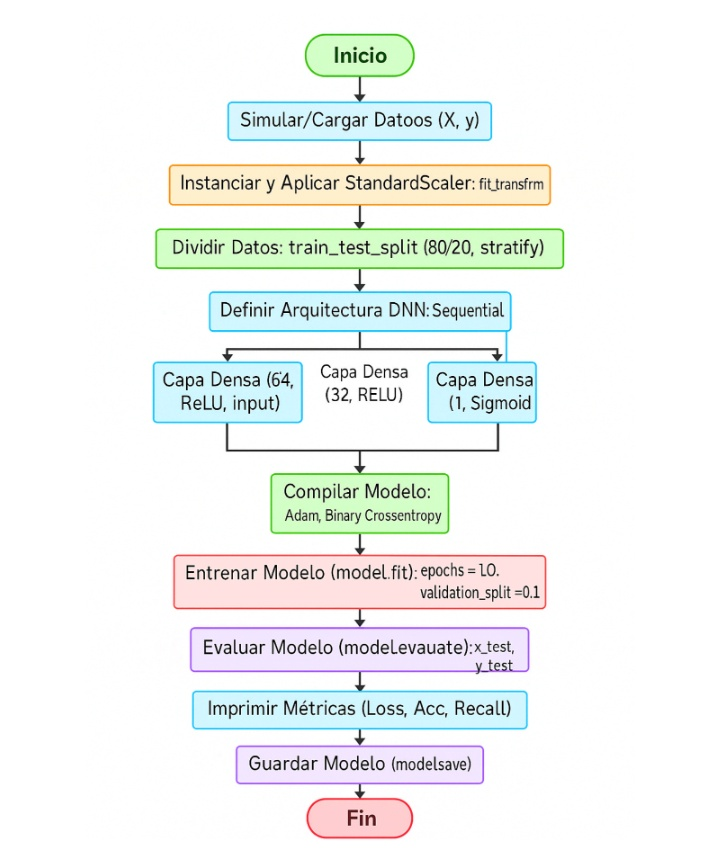 Inicio
Simular/Cargar Datoos (X, y)
Instanciar y Aplicar StandardScaler: fit_transfrm
Dividir Datos: train_test_split (80/20, stratify)
Definir Arquitectura DNN: Sequential
Capa Densa (64,
ReLU, input)
Capa Densa
(32, RELU)
Capa Densa
(1, Sigmoid
Compilar Modelo:
Adam, Binary Crossentropy
Entrenar Modelo (model.fit): epochs = 10.
validation_split =0.1
Evaluar Modelo (modeLevauate): x_test,
y_test
Imprimir Métricas (Loss, Acc, Recall)
Guardar Modelo (modelsave)
Fin